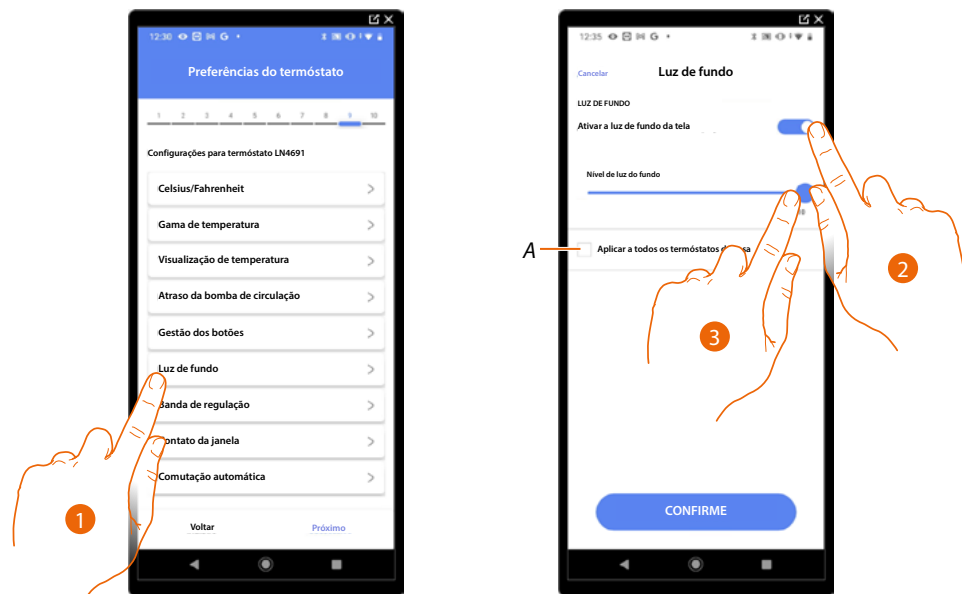 12:30
Preferências do termóstato
1 2 3 4 5 6 7 8 9 10
Configurações para termóstato LN4691
Celsius/Fahrenheit
Gama de temperatura
Visualização de temperatura
Atraso da bomba de circulação
Gestão dos botões
Luz de fundo
Banda de regulação
Contato da janela
Comutação automática
Voltar
Próximo
1
12:35
Cancelar
Luz de fundo
LUZ DE FUNDO
Ativar a luz de fundo da tela
Nível de luz do fundo
A
Aplicar a todos os termóstatos
2
3
CONFIRME